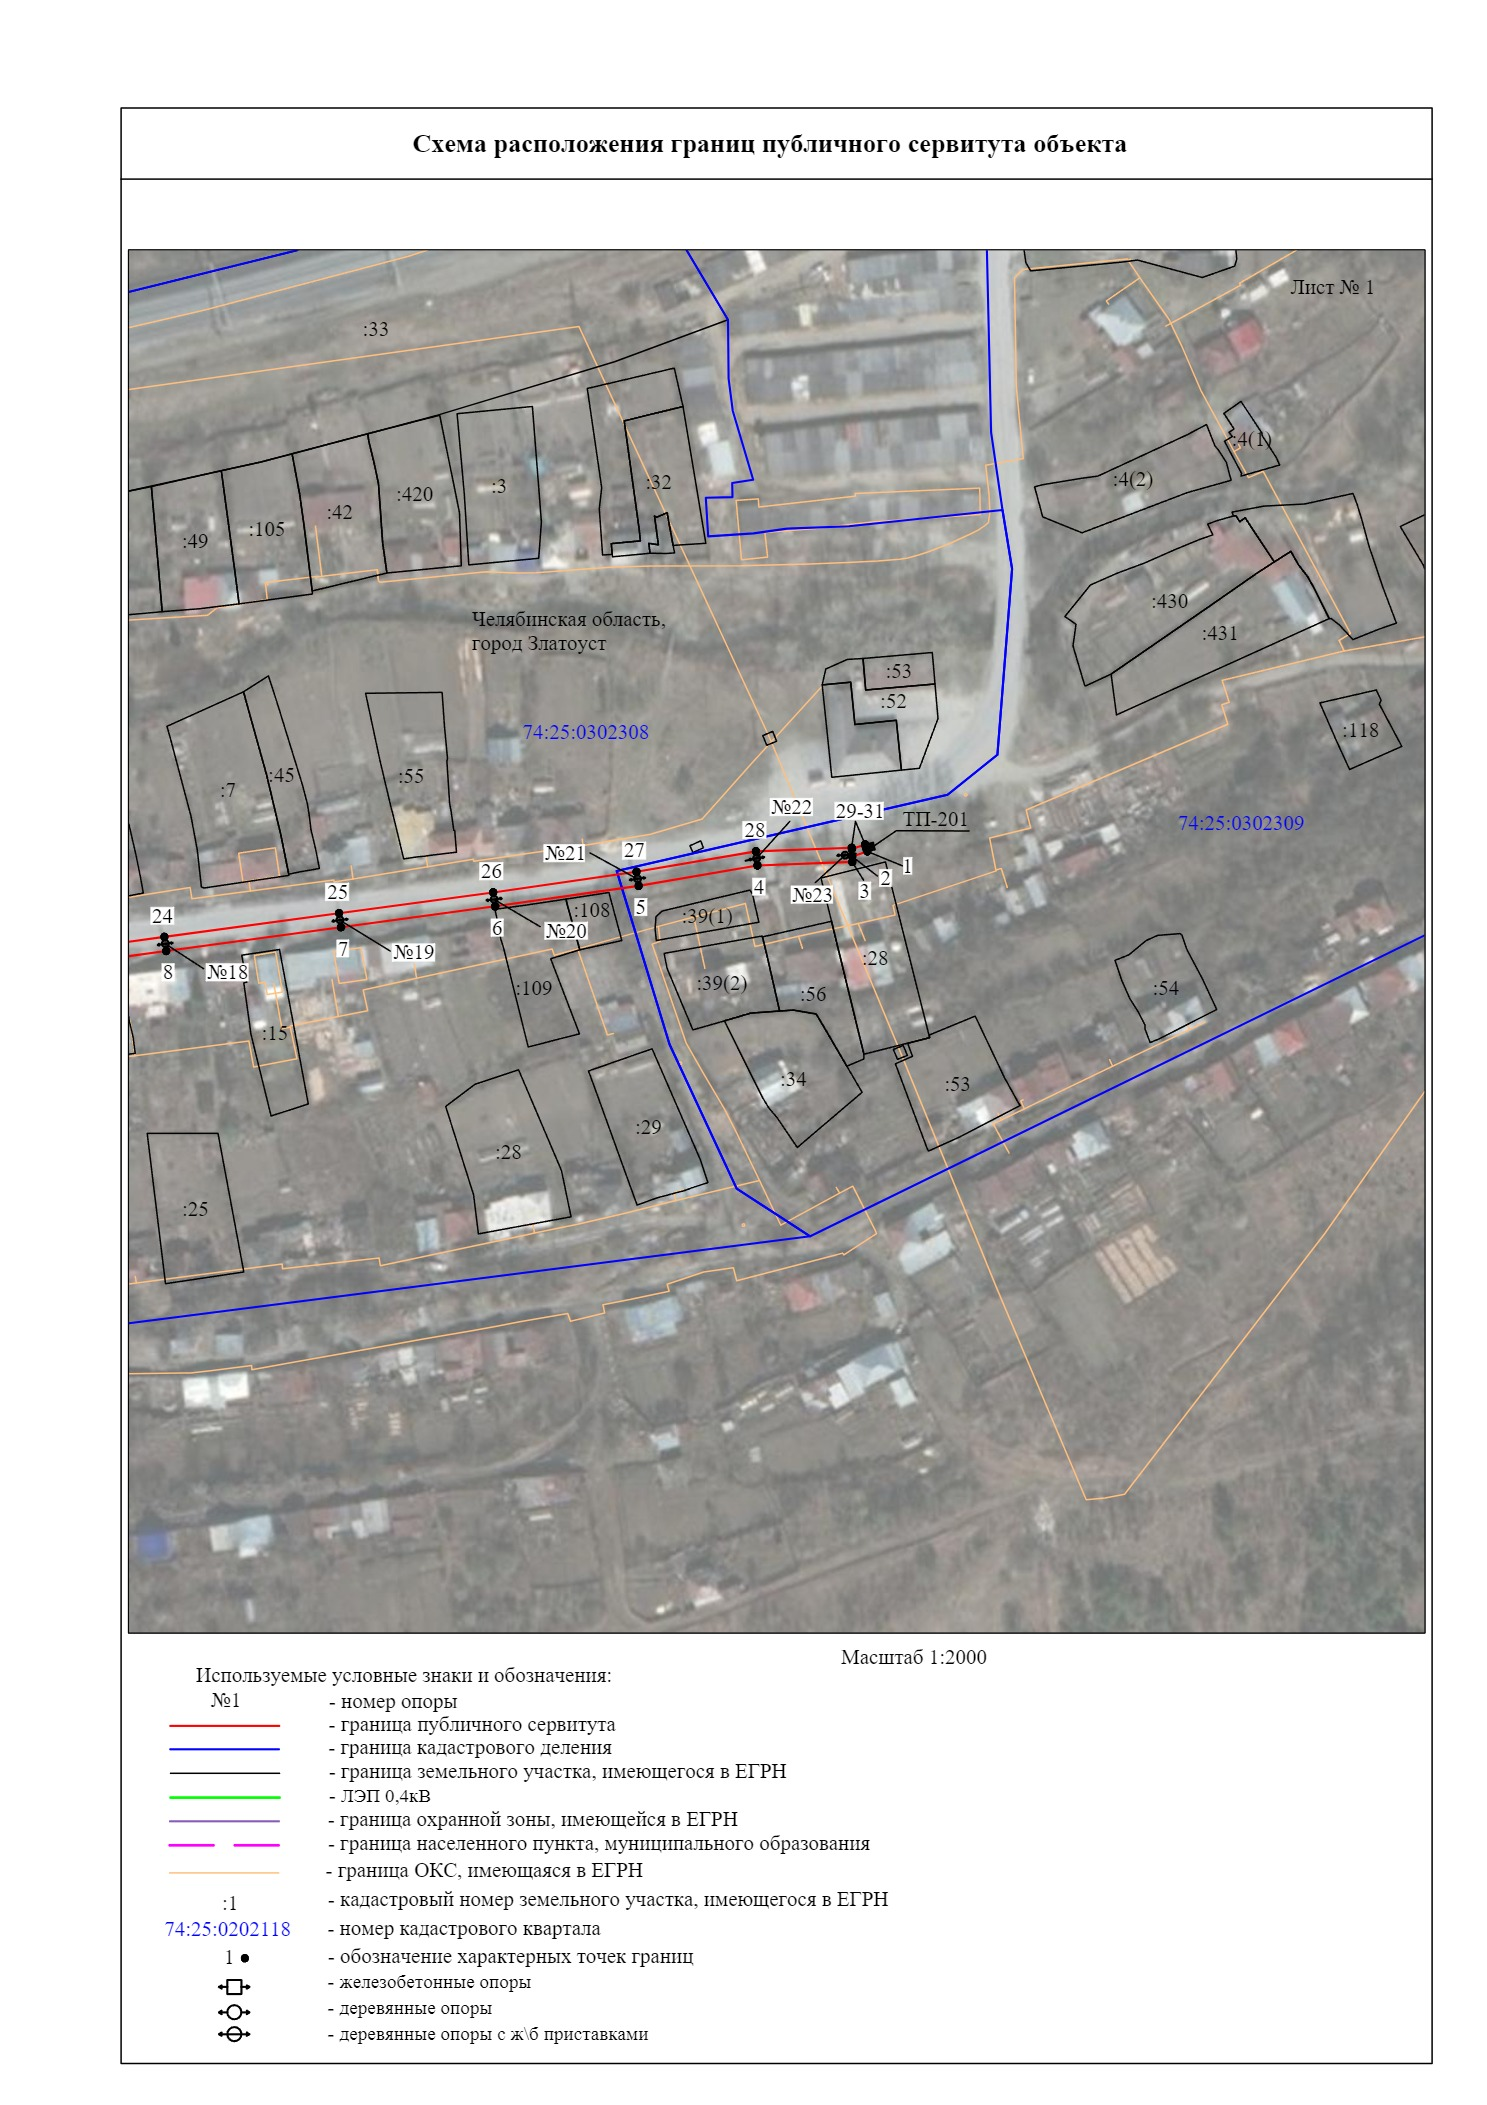 Схема расположения границ публичного сервитута объекта
Лист № 1
:33
:4(1)
:4(2)
:32
:3
:420
:42
:105
:49
:430
:431
Челябинская область,
город Златоуст
:53
:52
74:25:0302308
:118
:45
:55
:7
№22
29-31
ТП-201
74:25:0302309
28
№21
27
1
26
2
4
3
№23
25
5
:108
:39(1)
24
6
№20
7
№19
:28
8
№18
:39(2)
:109
:56
:54
:15
:34
:53
:29
:28
:25
Масштаб 1:2000
Используемые условные знаки и обозначения:
№1 - номер опоры
- граница публичного сервитута
- граница кадастрового деления
- граница земельного участка, имеющегося в ЕГРН
- ЛЭП 0,4кВ
- граница охранной зоны, имеющейся в ЕГРН
- граница населенного пункта, муниципального образования
- граница ОКС, имеющаяся в ЕГРН
:1 - кадастровый номер земельного участка, имеющегося в ЕГРН
74:25:0202118 - номер кадастрового квартала
1 - обозначение характерных точек границ
- железобетонные опоры
- деревянные опоры
- деревянные опоры с ж\б приставками